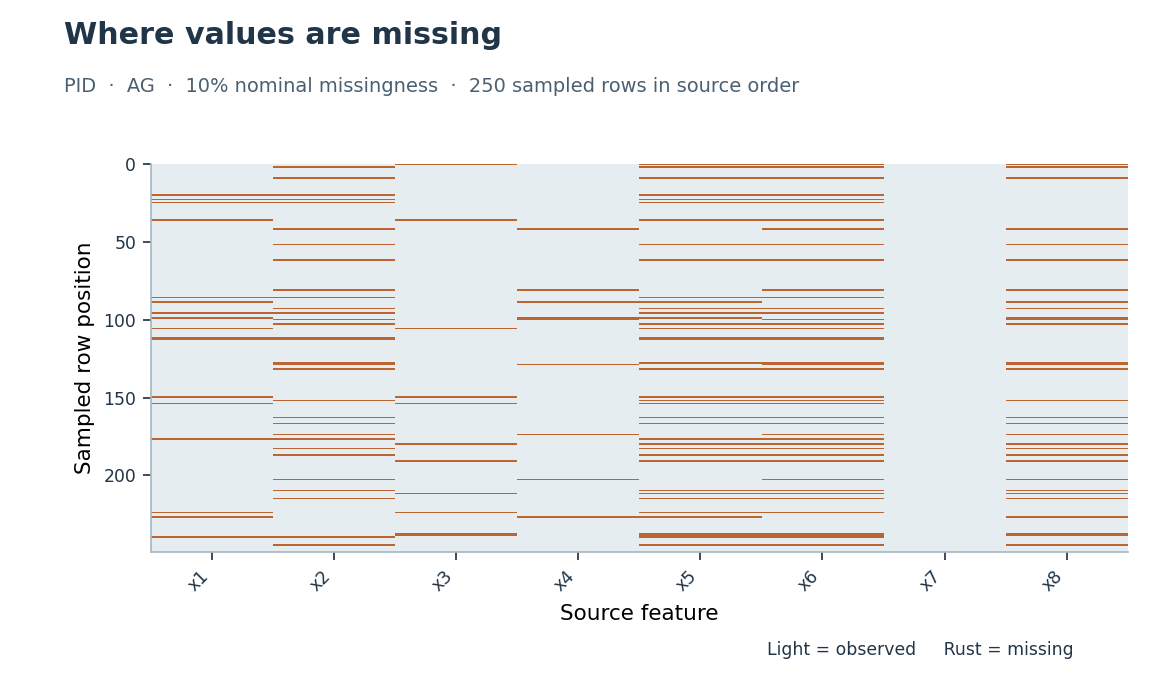 Where values are missing
PID · AG · 10% nominal missingness · 250 sampled rows in source order
0
50
100
150
200
Sampled row position
x1 x2 x3 x4 x5 x6 x7 x8
Source feature
Light = observed Rust = missing